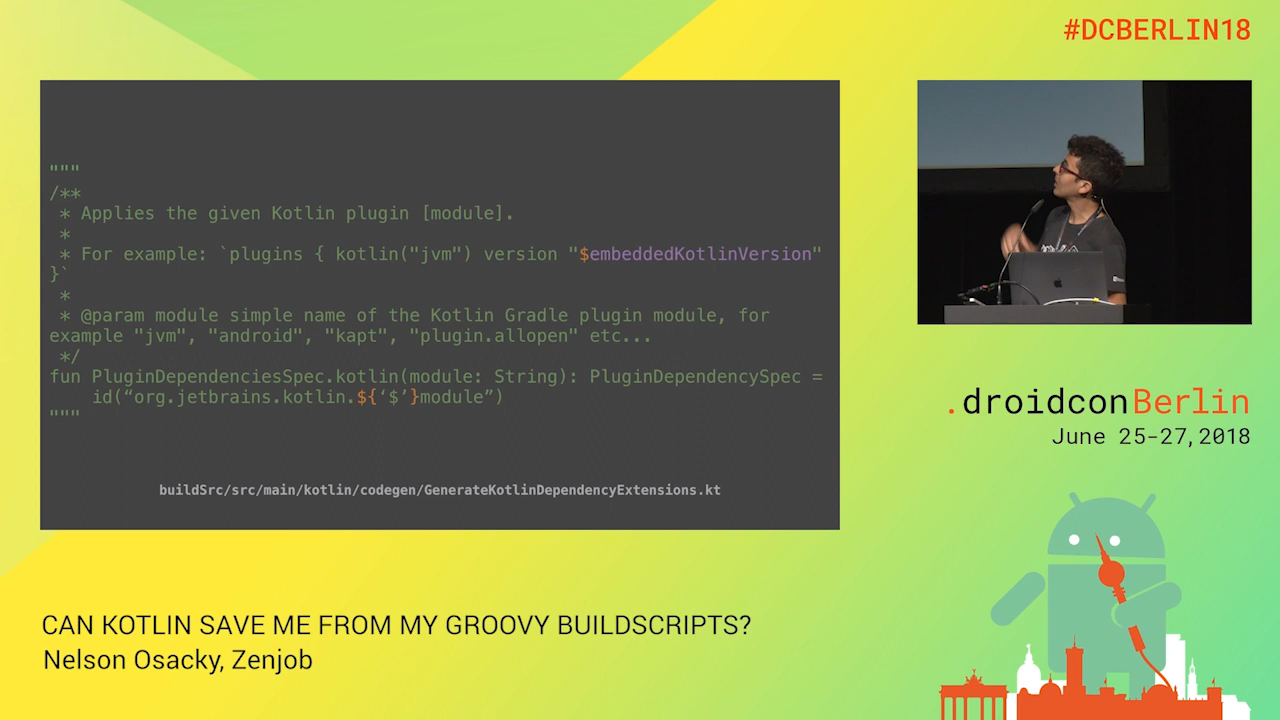 #DCBERLIN18
"""
/**
 * Applies the given Kotlin plugin [module].
 *
 * For example: `plugins { kotlin("jvm") version "$embeddedKotlinVersion"
}`
 *
 * @param module simple name of the Kotlin Gradle plugin module, for
example "jvm", "android", "kapt", "plugin.allopen" etc...
 */
fun PluginDependenciesSpec.kotlin(module: String): PluginDependencySpec =
    id(“org.jetbrains.kotlin.${‘$’}module”)
"""
buildSrc/src/main/kotlin/codegen/GenerateKotlinDependencyExtensions.kt
.droidconBerlin
June 25-27,2018
CAN KOTLIN SAVE ME FROM MY GROOVY BUILDSCRIPTS?
Nelson Osacky, Zenjob